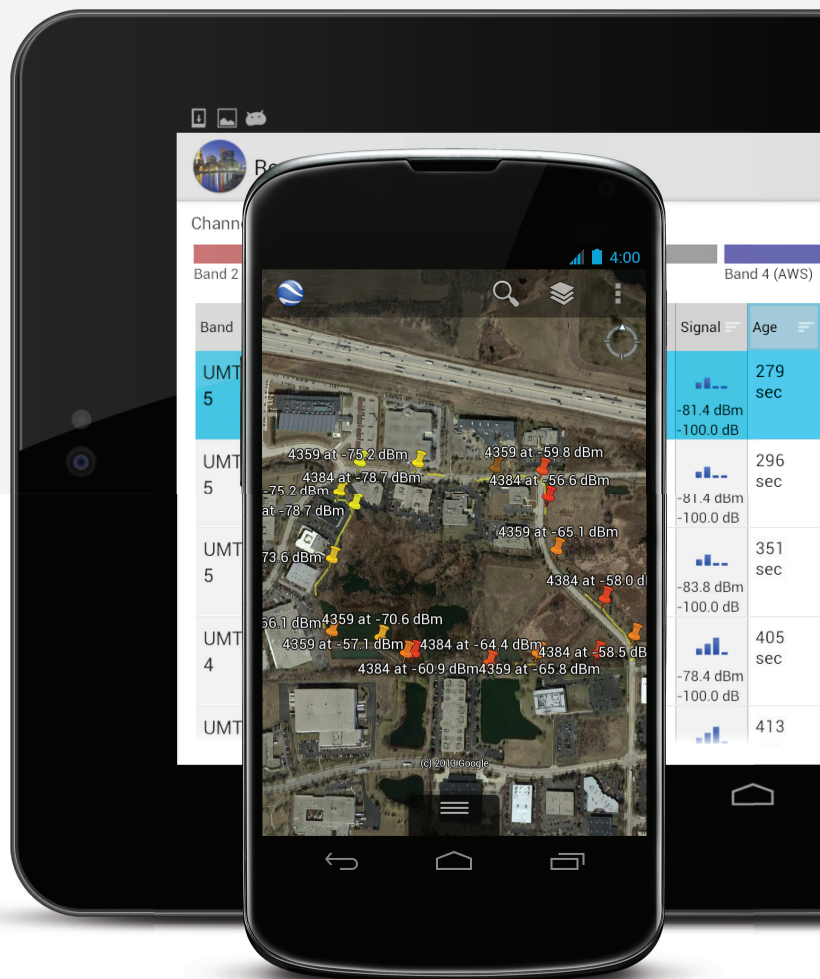 Chann
Band 2
Band 4 (AWS)
Band
Signal
Age
UMT
5
-81.4 dBm
-100.0 dB
279
sec
UMT
5
-81.4 dBm
-100.0 dB
296
sec
UMT
5
-83.8 dBm
-100.0 dB
351
sec
UMT
4
-78.4 dBm
-100.0 dB
405
sec
UMT
413
4:00
4359 at -75.2 dBm
4359 at -59.8 dBm
4384 at -78.7 dBm
4384 at -56.6 dBm
-75.2 dBm
at -78.7 dBm
4359 at -65.1 dBm
73.6 dBm
4384 at -58.0 d
66.1 dBm
4359 at -70.6 dBm
4359 at -57.1 dBm
4384 at -64.4 dBm
4384 at -58.5 dB
4384 at -60.9 dBm
4359 at -65.8 dBm
(c) 2013 Google